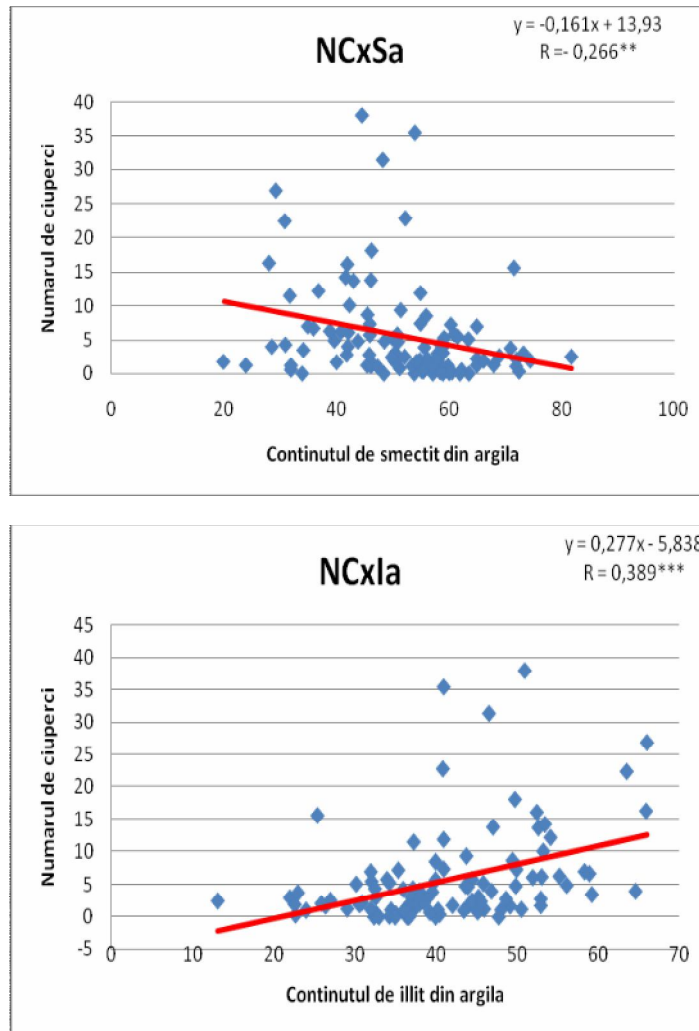 y = -0,161x + 13,93
R =- 0,266**
NCxSa
Numarul de ciuperci
40
35
30
25
20
15
10
5
0
0 20 40 60 80 100
Continutul de smectit din argila
y = 0,277x - 5,838
R = 0,389***
NCxIa
Numarul de ciuperci
45
40
35
30
25
20
15
10
5
0
-5
0 10 20 30 40 50 60 70
Continutul de illit din argila